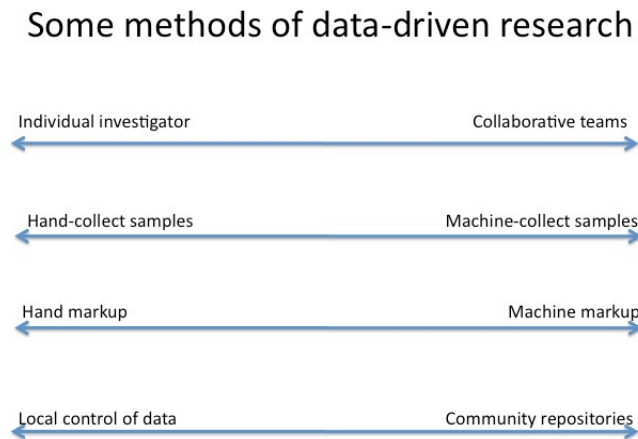 Some methods of data-driven research
Individual investigator Collaborative teams
Hand-collect samples Machine-collect samples
Hand markup Machine markup
Local control of data Community repositories